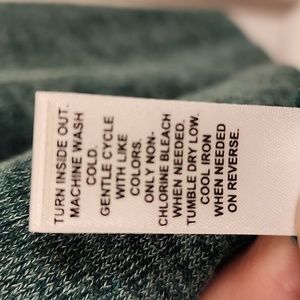 TURN INSIDE OUT.
MACHINE WASH
COLD.
GENTLE CYCLE
WITH LIKE
COLORS.
ONLY NON-
CHLORINE BLEACH
WHEN NEEDED.
TUMBLE DRY LOW.
COOL IRON
WHEN NEEDED
ON REVERSE.